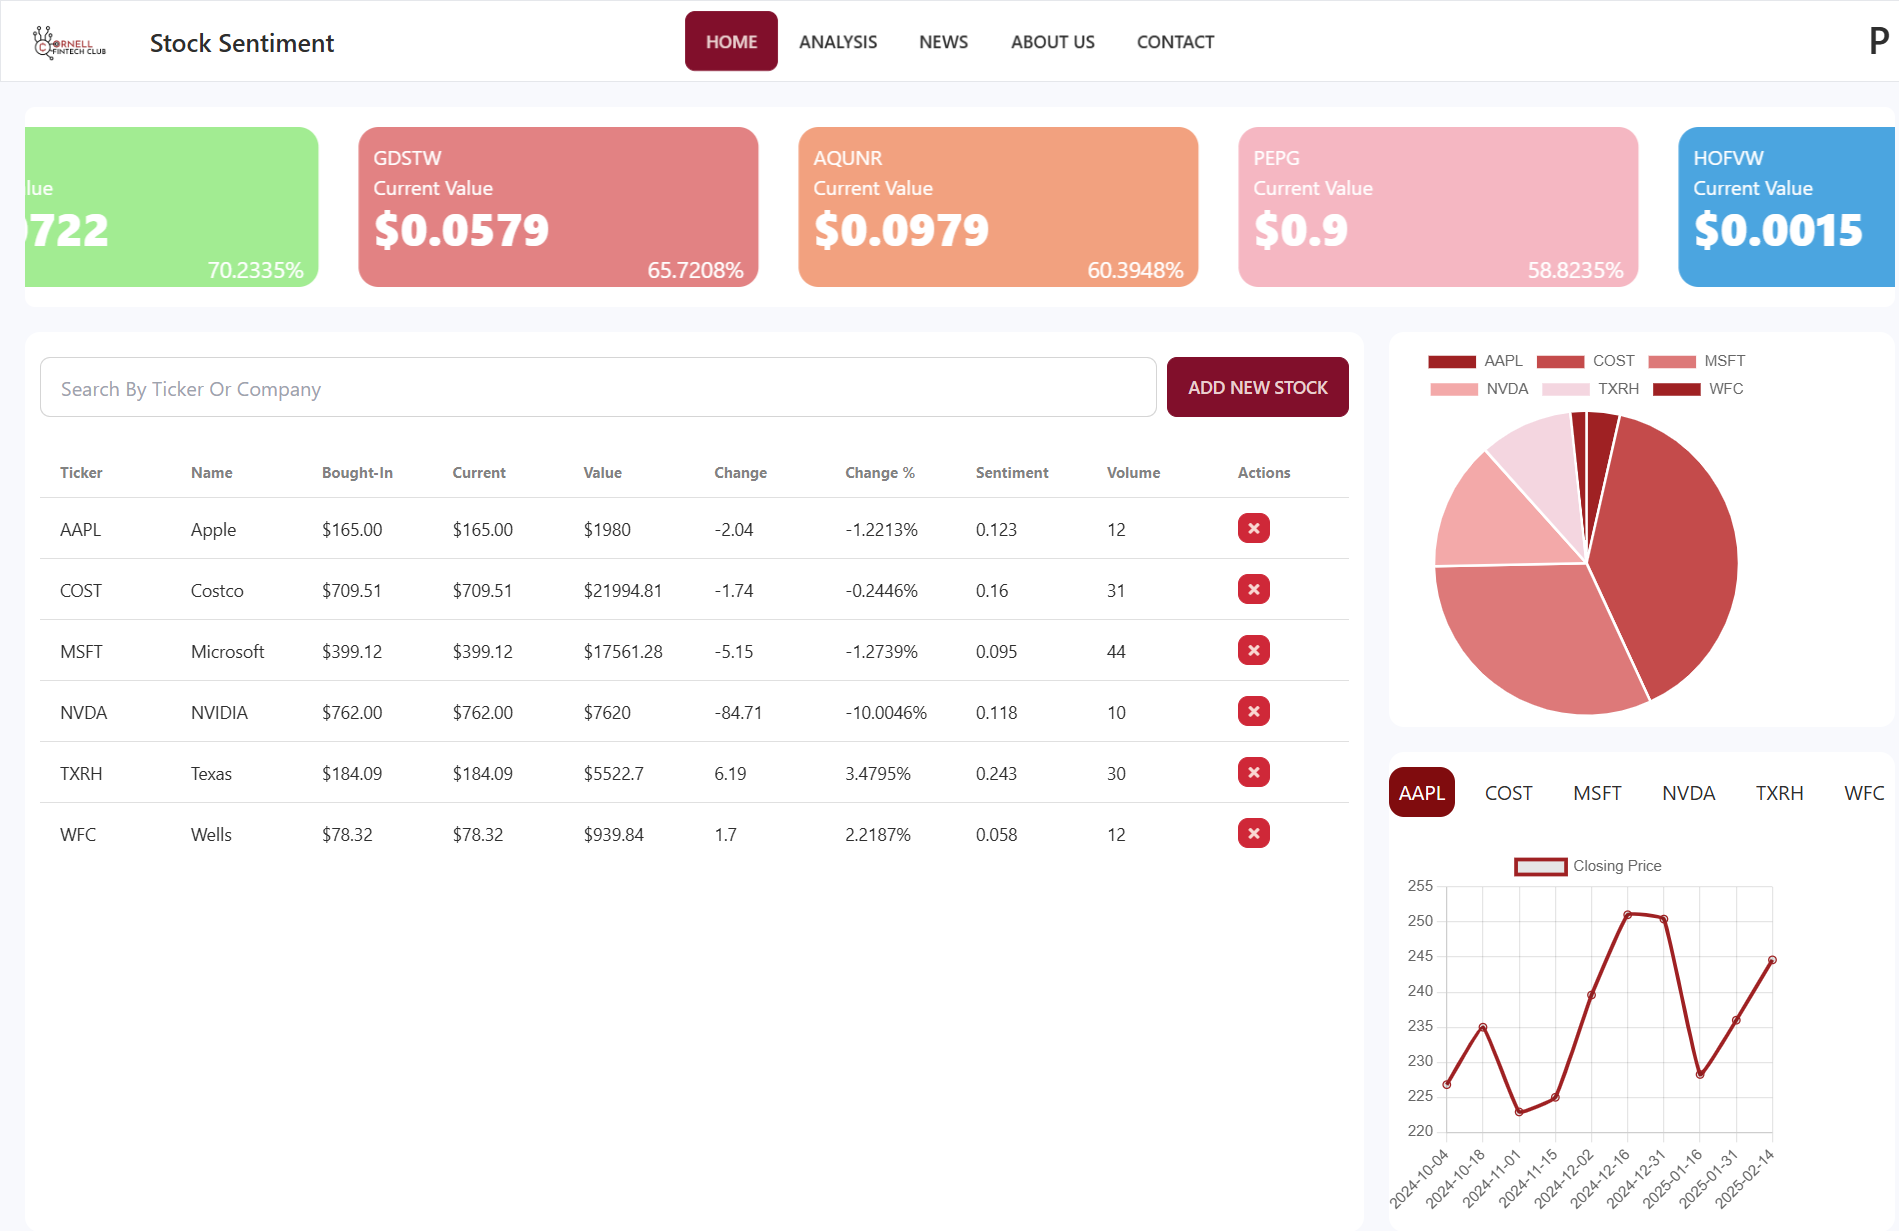 CORNELL
FINTECH CLUB
Stock Sentiment
HOME ANALYSIS NEWS ABOUT US CONTACT
P
lue
722
70.2335%
GDSTW
Current Value
$0.0579
65.7208%
AQUNR
Current Value
$0.0979
60.3948%
PEPG
Current Value
$0.9
58.8235%
HOFVW
Current Value
$0.0015
Search By Ticker Or Company
ADD NEW STOCK
Ticker Name Bought-In Current Value Change Change % Sentiment Volume Actions
AAPL Apple $165.00 $165.00 $1980 -2.04 -1.2213% 0.123 12
COST Costco $709.51 $709.51 $21994.81 -1.74 -0.2446% 0.16 31
MSFT Microsoft $399.12 $399.12 $17561.28 -5.15 -1.2739% 0.095 44
NVDA NVIDIA $762.00 $762.00 $7620 -84.71 -10.0046% 0.118 10
TXRH Texas $184.09 $184.09 $5522.7 6.19 3.4795% 0.243 30
WFC Wells $78.32 $78.32 $939.84 1.7 2.2187% 0.058 12
AAPL COST MSFT
NVDA TXRH WFC
AAPL COST MSFT NVDA TXRH WFC
Closing Price
255
250
245
240
235
230
225
220
2024-10-04 2024-10-18 2024-11-01 2024-11-15 2024-12-02 2024-12-16 2024-12-31 2025-01-16 2025-01-31 2025-02-14